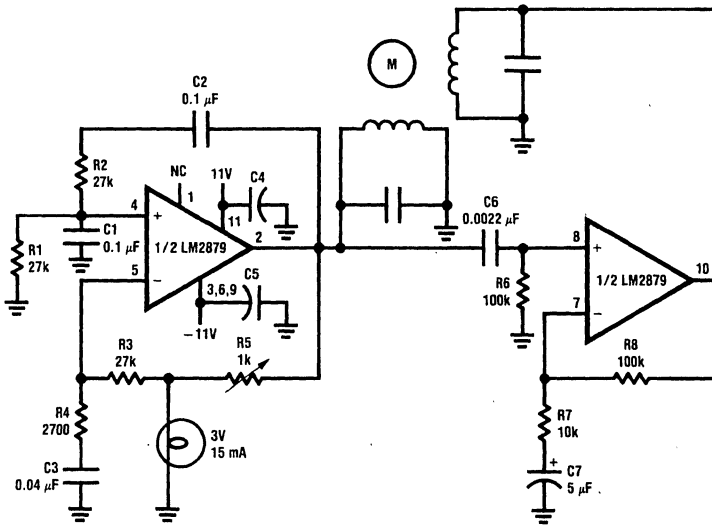 M
C2
0.1 μF
R2
27k
NC
1
11V
C4
11
4
+
C1
0.1 μF
R1
27k
1/2 LM2879
2
5
−
3,6,9
C5
−11V
R3
27k
R5
1k
R4
2700
C3
0.04 μF
3V
15 mA
C6
0.0022 μF
8
+
R6
100k
1/2 LM2879
10
7
−
R8
100k
R7
10k
+
C7
5 μF